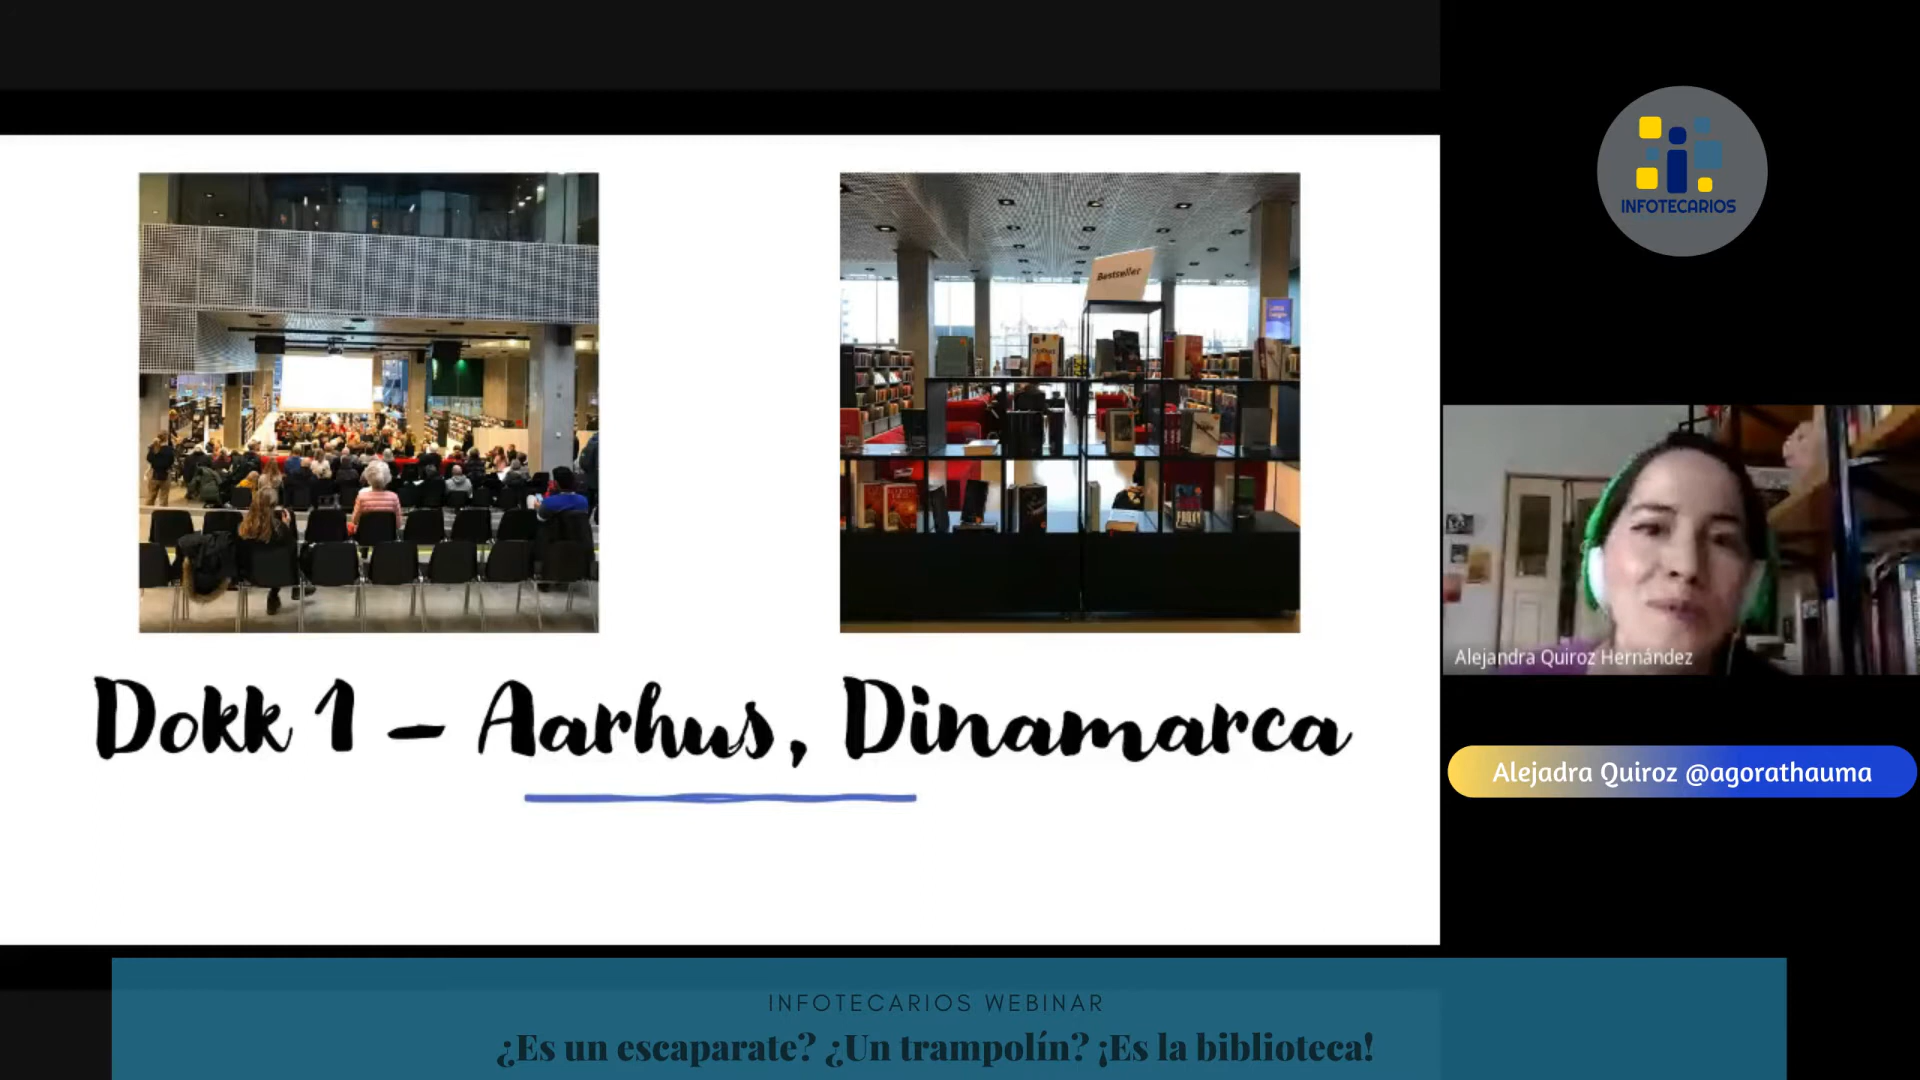 INFOTECARIOS
Bestseller
Dokk 1 - Aarhus, Dinamarca
Alejandra Quiroz Hernández
Alejadra Quiroz @agorathauma
INFOTECARIOS WEBINAR
¿Es un escaparate? ¿Un trampolín? ¡Es la biblioteca!